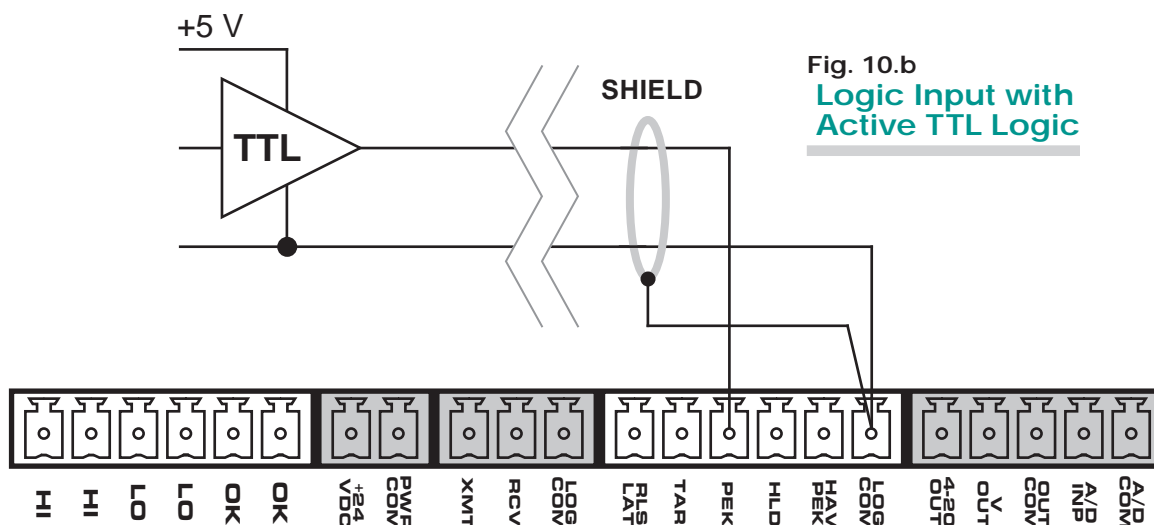 +5 V
TTL
SHIELD
Fig. 10.b
Logic Input with
Active TTL Logic
HI
HI
LO
LO
OK
OK
+24
VDC
PWR
COM
XMT
RCV
LOG
COM
RLS
LAT
TAR
PEK
HLD
HAV
PEK
LOG
COM
4-20
OUT
V
OUT
OUT
COM
A/D
INP
A/D
COM